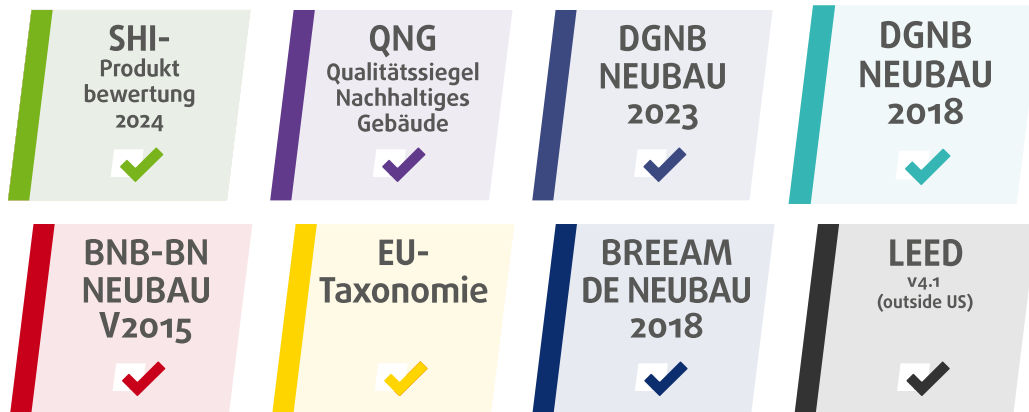 SHI-
Produkt
bewertung
2024
QNG
Qualitätssiegel
Nachhaltiges
Gebäude
DGNB
NEUBAU
2023
DGNB
NEUBAU
2018
BNB-BN
NEUBAU
V2015
EU-
Taxonomie
BREEAM
DE NEUBAU
2018
LEED
v4.1
(outside US)